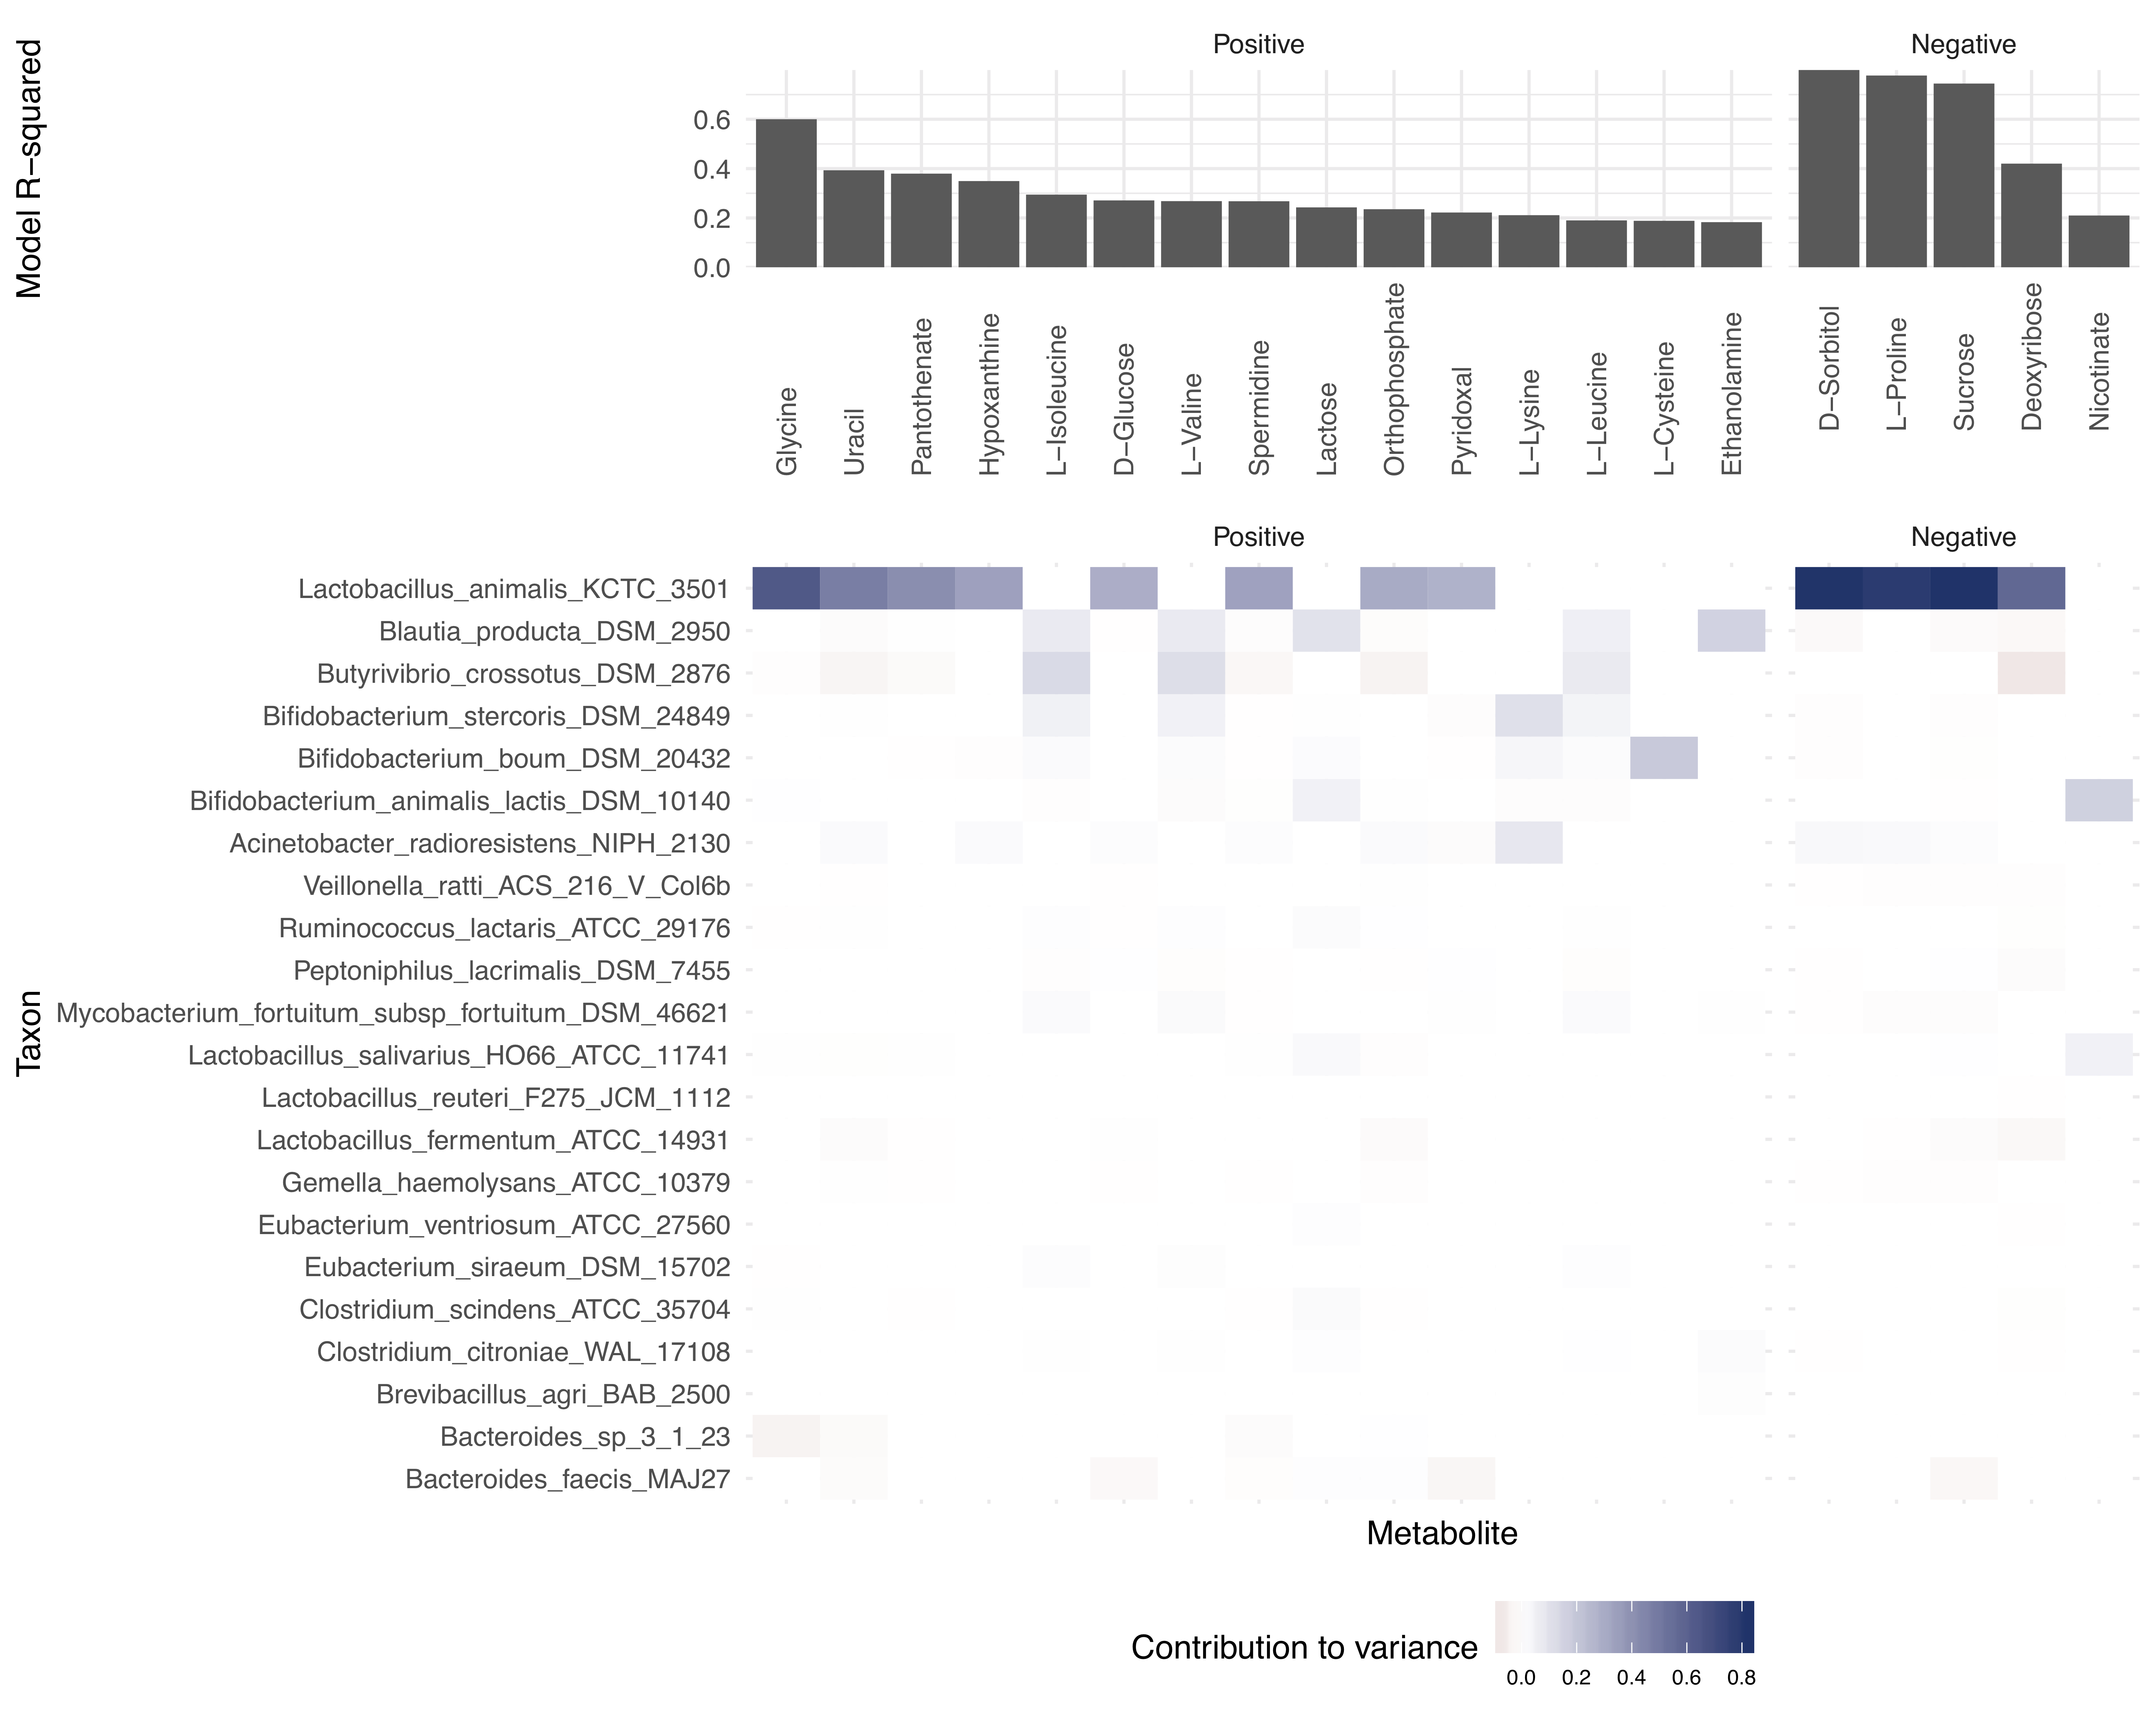 Model R−squared
Positive
Negative
0.6
0.4
0.2
0.0
Glycine
Uracil
Pantothenate
Hypoxanthine
L−Isoleucine
D−Glucose
L−Valine
Spermidine
Lactose
Orthophosphate
Pyridoxal
L−Lysine
L−Leucine
L−Cysteine
Ethanolamine
D−Sorbitol
L−Proline
Sucrose
Deoxyribose
Nicotinate
Positive
Negative
Taxon
Lactobacillus_animalis_KCTC_3501
Blautia_producta_DSM_2950
Butyrivibrio_crossotus_DSM_2876
Bifidobacterium_stercoris_DSM_24849
Bifidobacterium_boum_DSM_20432
Bifidobacterium_animalis_lactis_DSM_10140
Acinetobacter_radioresistens_NIPH_2130
Veillonella_ratti_ACS_216_V_Col6b
Ruminococcus_lactaris_ATCC_29176
Peptoniphilus_lacrimalis_DSM_7455
Mycobacterium_fortuitum_subsp_fortuitum_DSM_46621
Lactobacillus_salivarius_HO66_ATCC_11741
Lactobacillus_reuteri_F275_JCM_1112
Lactobacillus_fermentum_ATCC_14931
Gemella_haemolysans_ATCC_10379
Eubacterium_ventriosum_ATCC_27560
Eubacterium_siraeum_DSM_15702
Clostridium_scindens_ATCC_35704
Clostridium_citroniae_WAL_17108
Brevibacillus_agri_BAB_2500
Bacteroides_sp_3_1_23
Bacteroides_faecis_MAJ27
Metabolite
Contribution to variance
0.0 0.2 0.4 0.6 0.8